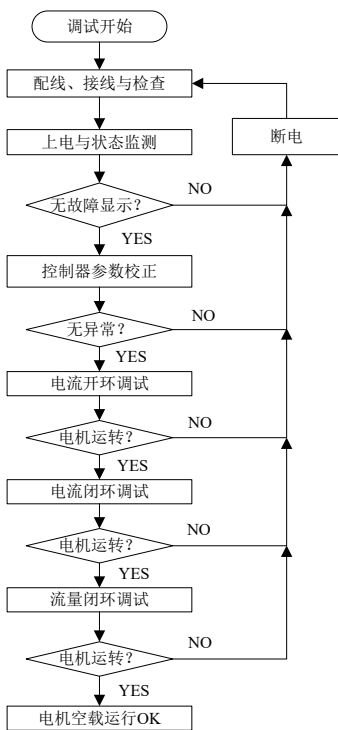 调试开始
配线、接线与检查
断电
上电与状态监测
无故障显示?
NO
YES
控制器参数校正
无异常?
NO
YES
电流开环调试
电机运转?
NO
YES
电流闭环调试
电机运转?
NO
YES
流量闭环调试
电机运转?
NO
YES
电机空载运行OK